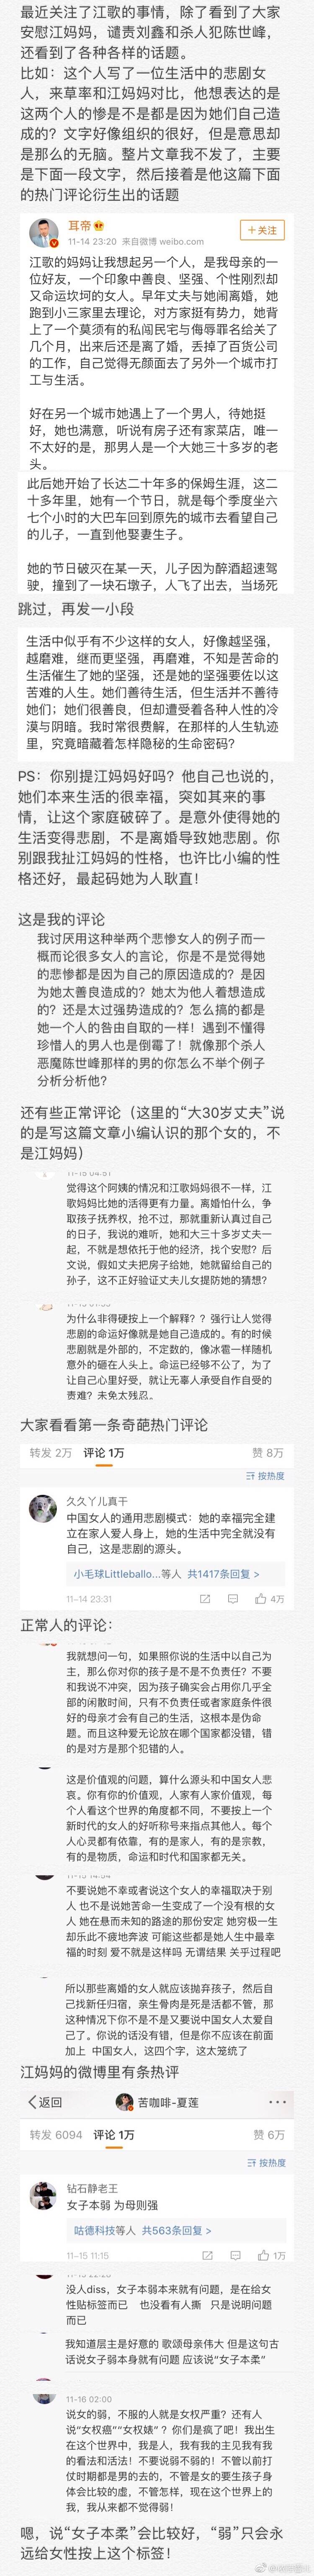 最近关注了江歌的事情，除了看到了大家
安慰江妈妈，谴责刘鑫和杀人犯陈世峰，
还看到了各种各样的话题。
比如：这个人写了一位生活中的悲剧女
人，来草率和江妈妈对比，他想表达的是
这两个人的惨是不都是因为她们自己造
成的？文字好像组织的很好，但是意思却
是那么的无脑。整片文章我不发了，主要
是下面一段文字，然后接着是他这篇下面
的热门评论衍生出的话题
耳帝
+关注
11-14 23:20 来自微博 weibo.com
江歌的妈妈让我想起另一个人，是我母亲的一
位好友，一个印象中善良、坚强、个性刚烈却
又命运坎坷的女人。早年丈夫与她闹离婚，她
跑到小三家里去理论，对方家挺有势力，她背
上了一个莫须有的私闯民宅与侮辱罪名给关了
几个月，出来后还是离了婚，丢掉了百货公司
的工作，自己觉得无颜面去了另外一个城市打
工与生活。
好在另一个城市她遇上了一个男人，待她挺
好，她也满意，听说有房子还有家菜店，唯一
不太好的是，那男人是一个大她三十多岁的老
头。
此后她开始了长达二十年多的保姆生涯，这二
十多年里，她有一个节日，就是每个季度坐六
七个小时的大巴车回到原先的城市去看望自己
的儿子，一直到他娶妻生子。
她的节日破灭在某一天，儿子因为醉酒超速驾
驶，撞到了一块石墩子，人飞了出去，当场死
跳过，再发一小段
生活中似乎有不少这样的女人，好像越坚强，
越磨难，继而更坚强，再磨难，不知是苦命的
生活催生了她的坚强，还是她的坚强要佐以这
苦难的人生。她们善待生活，但生活并不善待
她们；她们很善良，但却遭受着各种人性的冷
漠与阴暗。我时常很费解，在那样的人生轨迹
里，究竟暗藏着怎样隐秘的生命密码？
PS：你别提江妈妈好吗？他自己也说的，
她们本来生活的很幸福，突如其来的事
情，让这个家庭破碎了。是意外使得她的
生活变得悲剧，不是离婚导致她悲剧。你
别跟我扯江妈妈的性格，也许比小编的性
格还好，最起码她为人耿直！
这是我的评论
我讨厌用这种举两个悲惨女人的例子而一
概而论很多女人的言论，你是不是觉得她
的悲惨都是因为自己的原因造成的？是因
为她太善良造成的？她太为他人着想造成
的？还是太过强势造成的？怎么搞的都是
她一个人的咎由自取的一样！遇到不懂得
珍惜人的男人也是倒霉了！就像那个杀人
恶魔陈世峰那样的男的你怎么不举个例子
分析分析他？
还有些正常评论（这里的“大30岁丈夫”说
的是写这篇文章小编认识的那个女的，不
是江妈妈）
觉得这个阿姨的情况和江歌妈妈很不一样，江
歌妈妈比她的活得更有力量。离婚怕什么，争
取孩子抚养权，抢不过，那就重新认真过自己
的日子，我说的难听，她和大三十多岁丈夫一
起，不就是想依托于他的经济，找个安慰？后
文说，假如丈夫把房子给她，她就留给自己的
孙子，这不正好验证丈夫儿女提防她的猜想？
为什么非得硬按上一个解释？？强行让人觉得
悲剧的命运好像就是她自己造成的。有的时候
悲剧就是外部的，不定数的，像冰雹一样随机
意外的砸在人头上。命运已经够不公了，为了
让自己心里好受，就让无辜人承受作自受的
责难？未免太残忍。
大家看看第一条奇葩热门评论
转发 2万 评论 1万 赞 8万
按热度
久久丫儿真干
中国女人的通用悲剧模式：她的幸福完全建
立在家人爱人身上，她的生活中完全就没有
自己，这是悲剧的源头。
小毛球Littleballo...等人 共1417条回复 >
11-14 23:31 4万
正常人的评论：
我就想问一句，如果照你说的生活中以自己为
主，那么你对你的孩子是不是不负责任？不要
和我说不冲突，因为孩子确实会占用你几乎全
部的闲散时间，只有不负责任或者家庭条件很
好的母亲才会有自己的生活，这根本是伪命
题。而且这种爱无论放在哪个国家都没错，错
的是对方是那个犯错的人。
这是价值观的问题，算什么源头和中国女人悲
哀。你有你的价值观，人家有人家价值观，每
个人看这个世界的角度都不同，不要按上一个
新时代的女人的好听称号来指点其他人。每个
人心灵都有依靠，有的是家人，有的是宗教，
有的是物质，命运和时代和国家都无关。
不要说她不幸或者说这个女人的幸福取决于别
人 也不是说她苦命一生变成了一个没有根的女
人 她在悬而未知的路途的那份安定 她穷极一生
却乐此不疲地奔波 可能这些都是她人生中最幸
福的时刻 爱不就是这样吗 无谓结果 关乎过程吧
所以那些离婚的女人就应该抛弃孩子，然后自
己找新任归宿，亲生骨肉是死是活都不管，那
这种情况下你不是不是又要说中国女人太爱自
己了。你说的话没有错，但是你不应该在前面
加上 中国女人，这四个字，这太笼统了
江妈妈的微博里有条热评
返回 苦咖啡-夏莲
转发 6094 评论 1万 赞 6万
按热度
钻石静老王
女子本弱 为母则强
咕德科技等人 共563条回复 >
11-15 11:15 1万
没人diss，女子本弱本来就有问题，是在给女
性贴标签而已 也没看有人撕 只是说明问题
而已
我知道层主是好意的 歌颂母亲伟大 但是这句古
话说女子弱本身就有问题 应该说“女子本柔”
11-16 02:00
说女的弱，不服的人就是女权严重？还有人
说“女权癌”“女权婊” ？你们是疯了吧！我出生
在这个世界中，我是人，我有我的主见我有我
的看法和活法！不要说弱不弱的！不管以前打
仗时期都是男的去的，不管是女的要生孩子身
体会比较的虚，不管怎样，现在这个世界上的
我，我从来都不觉得弱！
嗯，说“女子本柔”会比较好，“弱”只会永
远给女性按上这个标签！